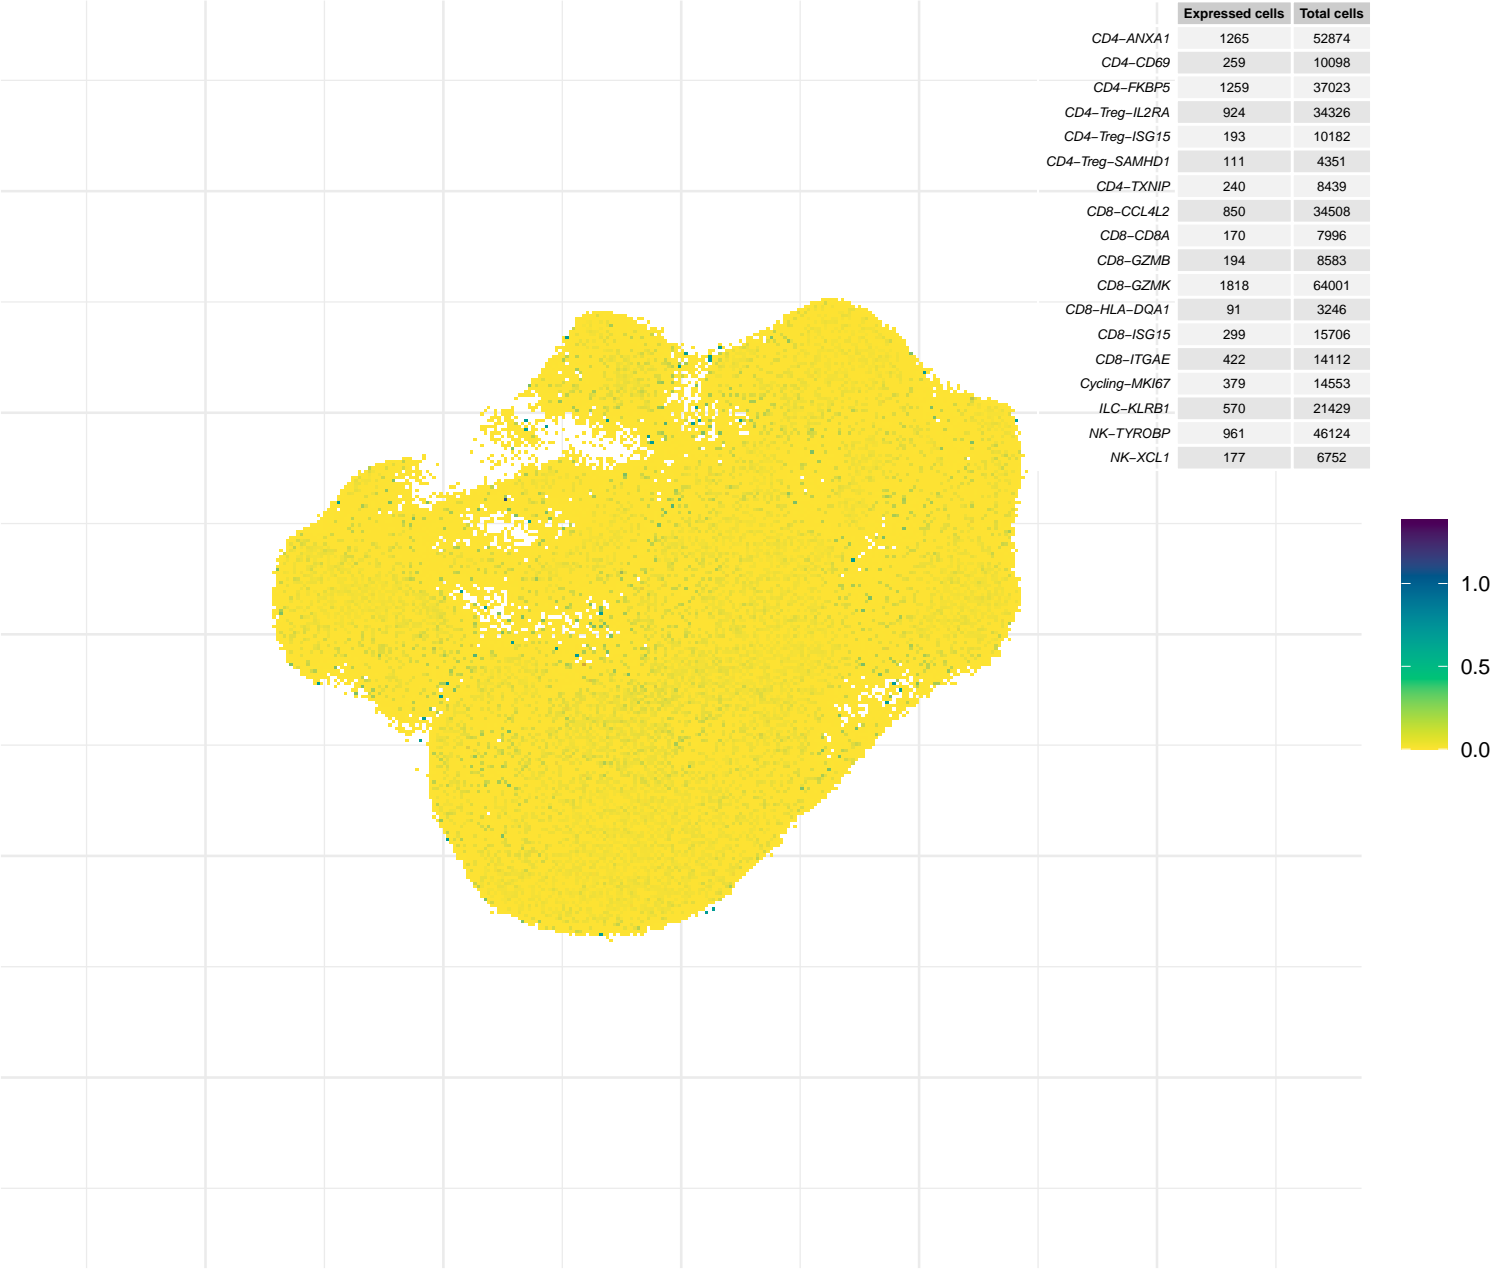 Expressed cells Total cells
CD4−ANXA1 1265 52874
CD4−CD69 259 10098
CD4−FKBP5 1259 37023
CD4−Treg−IL2RA 924 34326
CD4−Treg−ISG15 193 10182
CD4−Treg−SAMHD1 111 4351
CD4−TXNIP 240 8439
CD8−CCL4L2 850 34508
CD8−CD8A 170 7996
CD8−GZMB 194 8583
CD8−GZMK 1818 64001
CD8−HLA−DQA1 91 3246
CD8−ISG15 299 15706
CD8−ITGAE 422 14112
Cycling−MKI67 379 14553
ILC−KLRB1 570 21429
NK−TYROBP 961 46124
NK−XCL1 177 6752
1.0
0.5
0.0